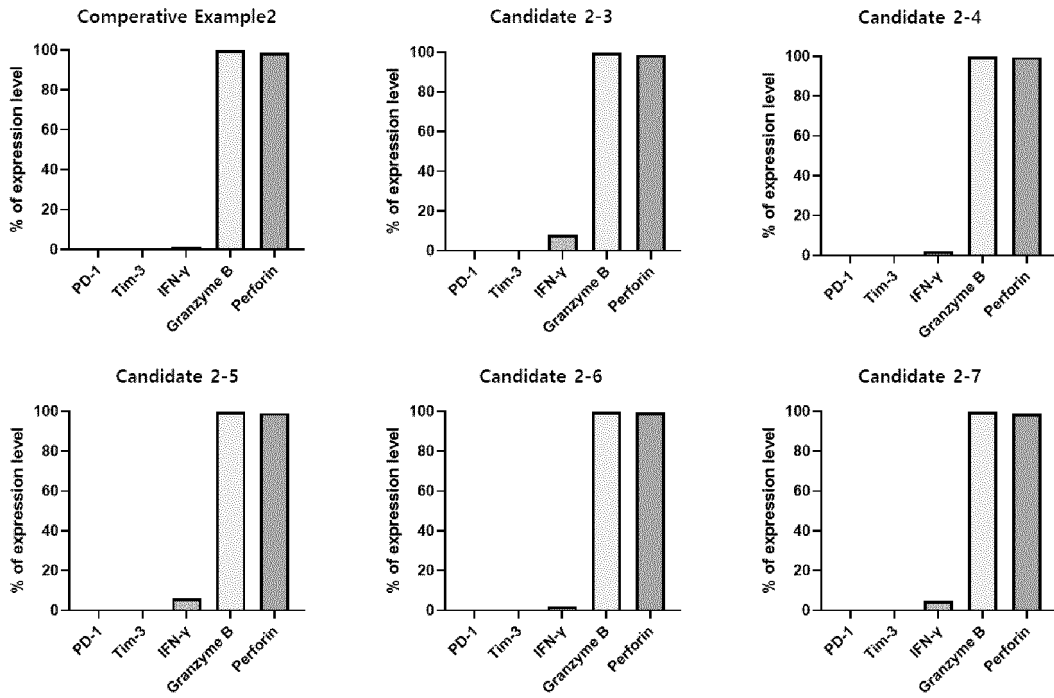 Comperative Example2
% of expression level
100
80
60
40
20
0
PD-1
Tim-3
IFN-γ
Granzyme B
Perforin
Candidate 2-3
% of expression level
100
80
60
40
20
0
PD-1
Tim-3
IFN-γ
Granzyme B
Perforin
Candidate 2-4
% of expression level
100
80
60
40
20
0
PD-1
Tim-3
IFN-γ
Granzyme B
Perforin
Candidate 2-5
% of expression level
100
80
60
40
20
0
PD-1
Tim-3
IFN-γ
Granzyme B
Perforin
Candidate 2-6
% of expression level
100
80
60
40
20
0
PD-1
Tim-3
IFN-γ
Granzyme B
Perforin
Candidate 2-7
% of expression level
100
80
60
40
20
0
PD-1
Tim-3
IFN-γ
Granzyme B
Perforin